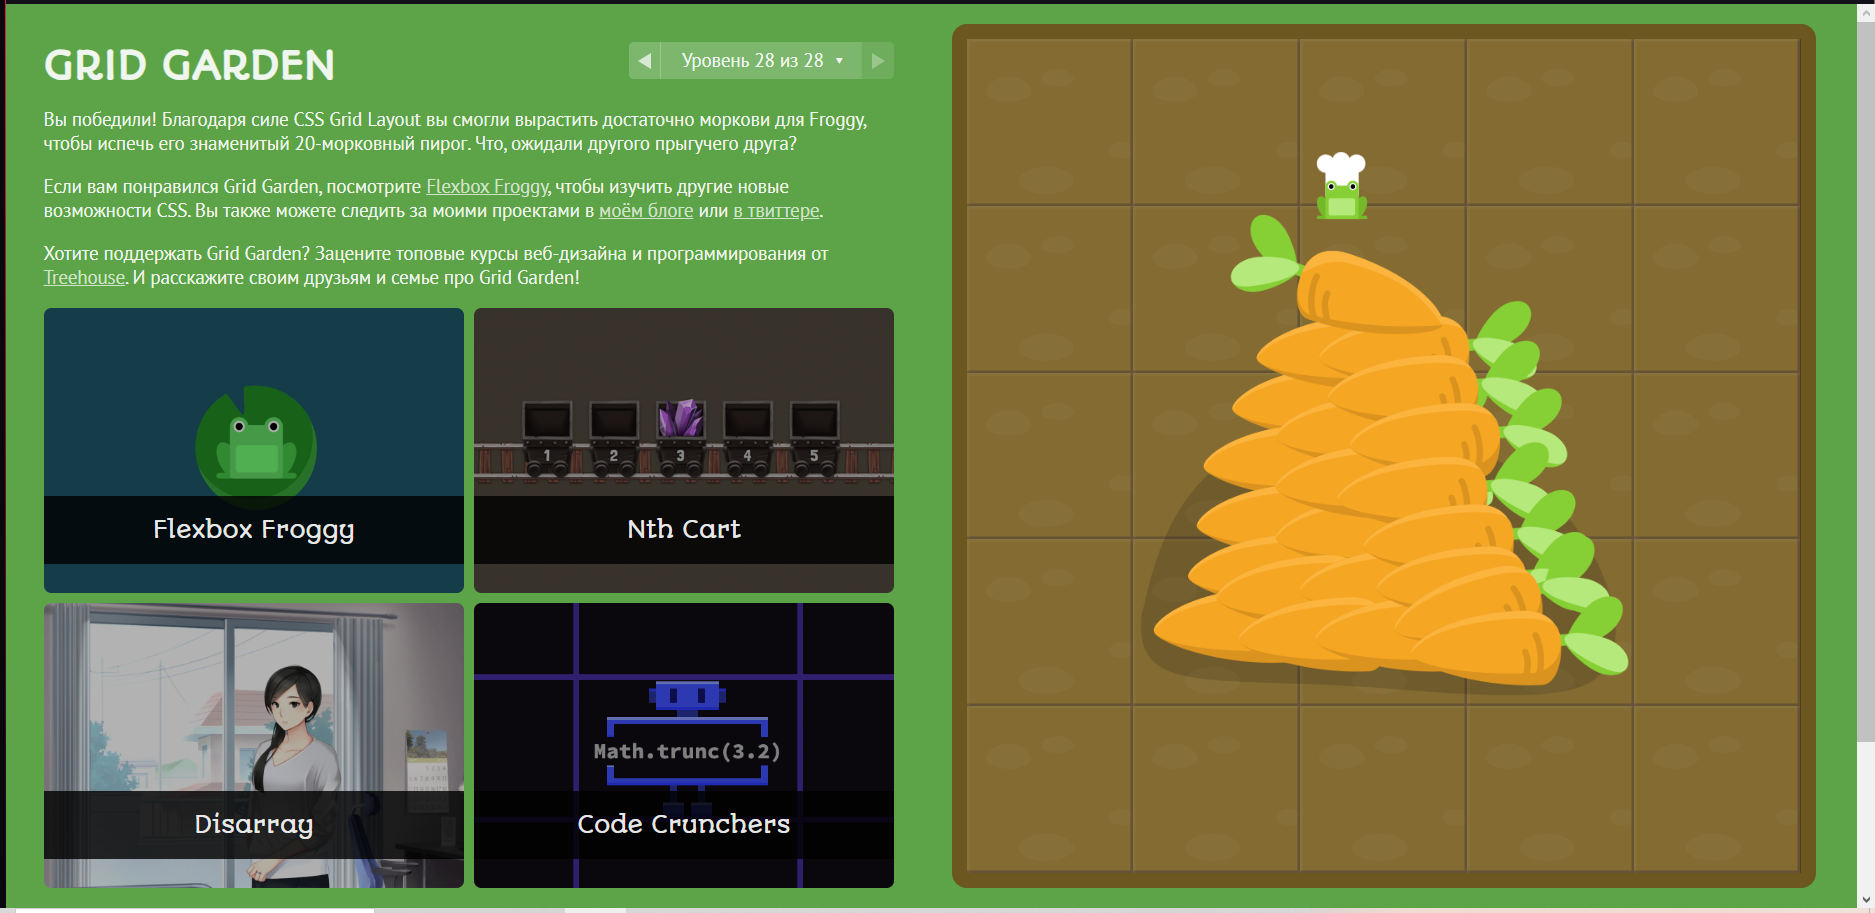 GRID GARDEN
Уровень 28 из 28
Вы победили! Благодаря силе CSS Grid Layout вы смогли вырастить достаточно моркови для Froggy,
чтобы испечь его знаменитый 20-морковный пирог. Что, ожидали другого прыгучего друга?
Если вам понравился Grid Garden, посмотрите Flexbox Froggy, чтобы изучить другие новые
возможности CSS. Вы также можете следить за моими проектами в моём блоге или в твиттере.
Хотите поддержать Grid Garden? Зацените топовые курсы веб-дизайна и программирования от
Treehouse. И расскажите своим друзьям и семье про Grid Garden!
Flexbox Froggy
1 2 3 4 5
Nth Cart
Disarray
Math.trunc(3.2)
Code Crunchers